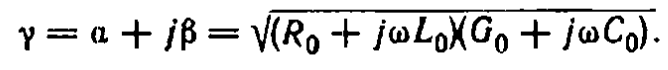 γ = α + jβ = √(R₀ + jωL₀)(G₀ + jωC₀).